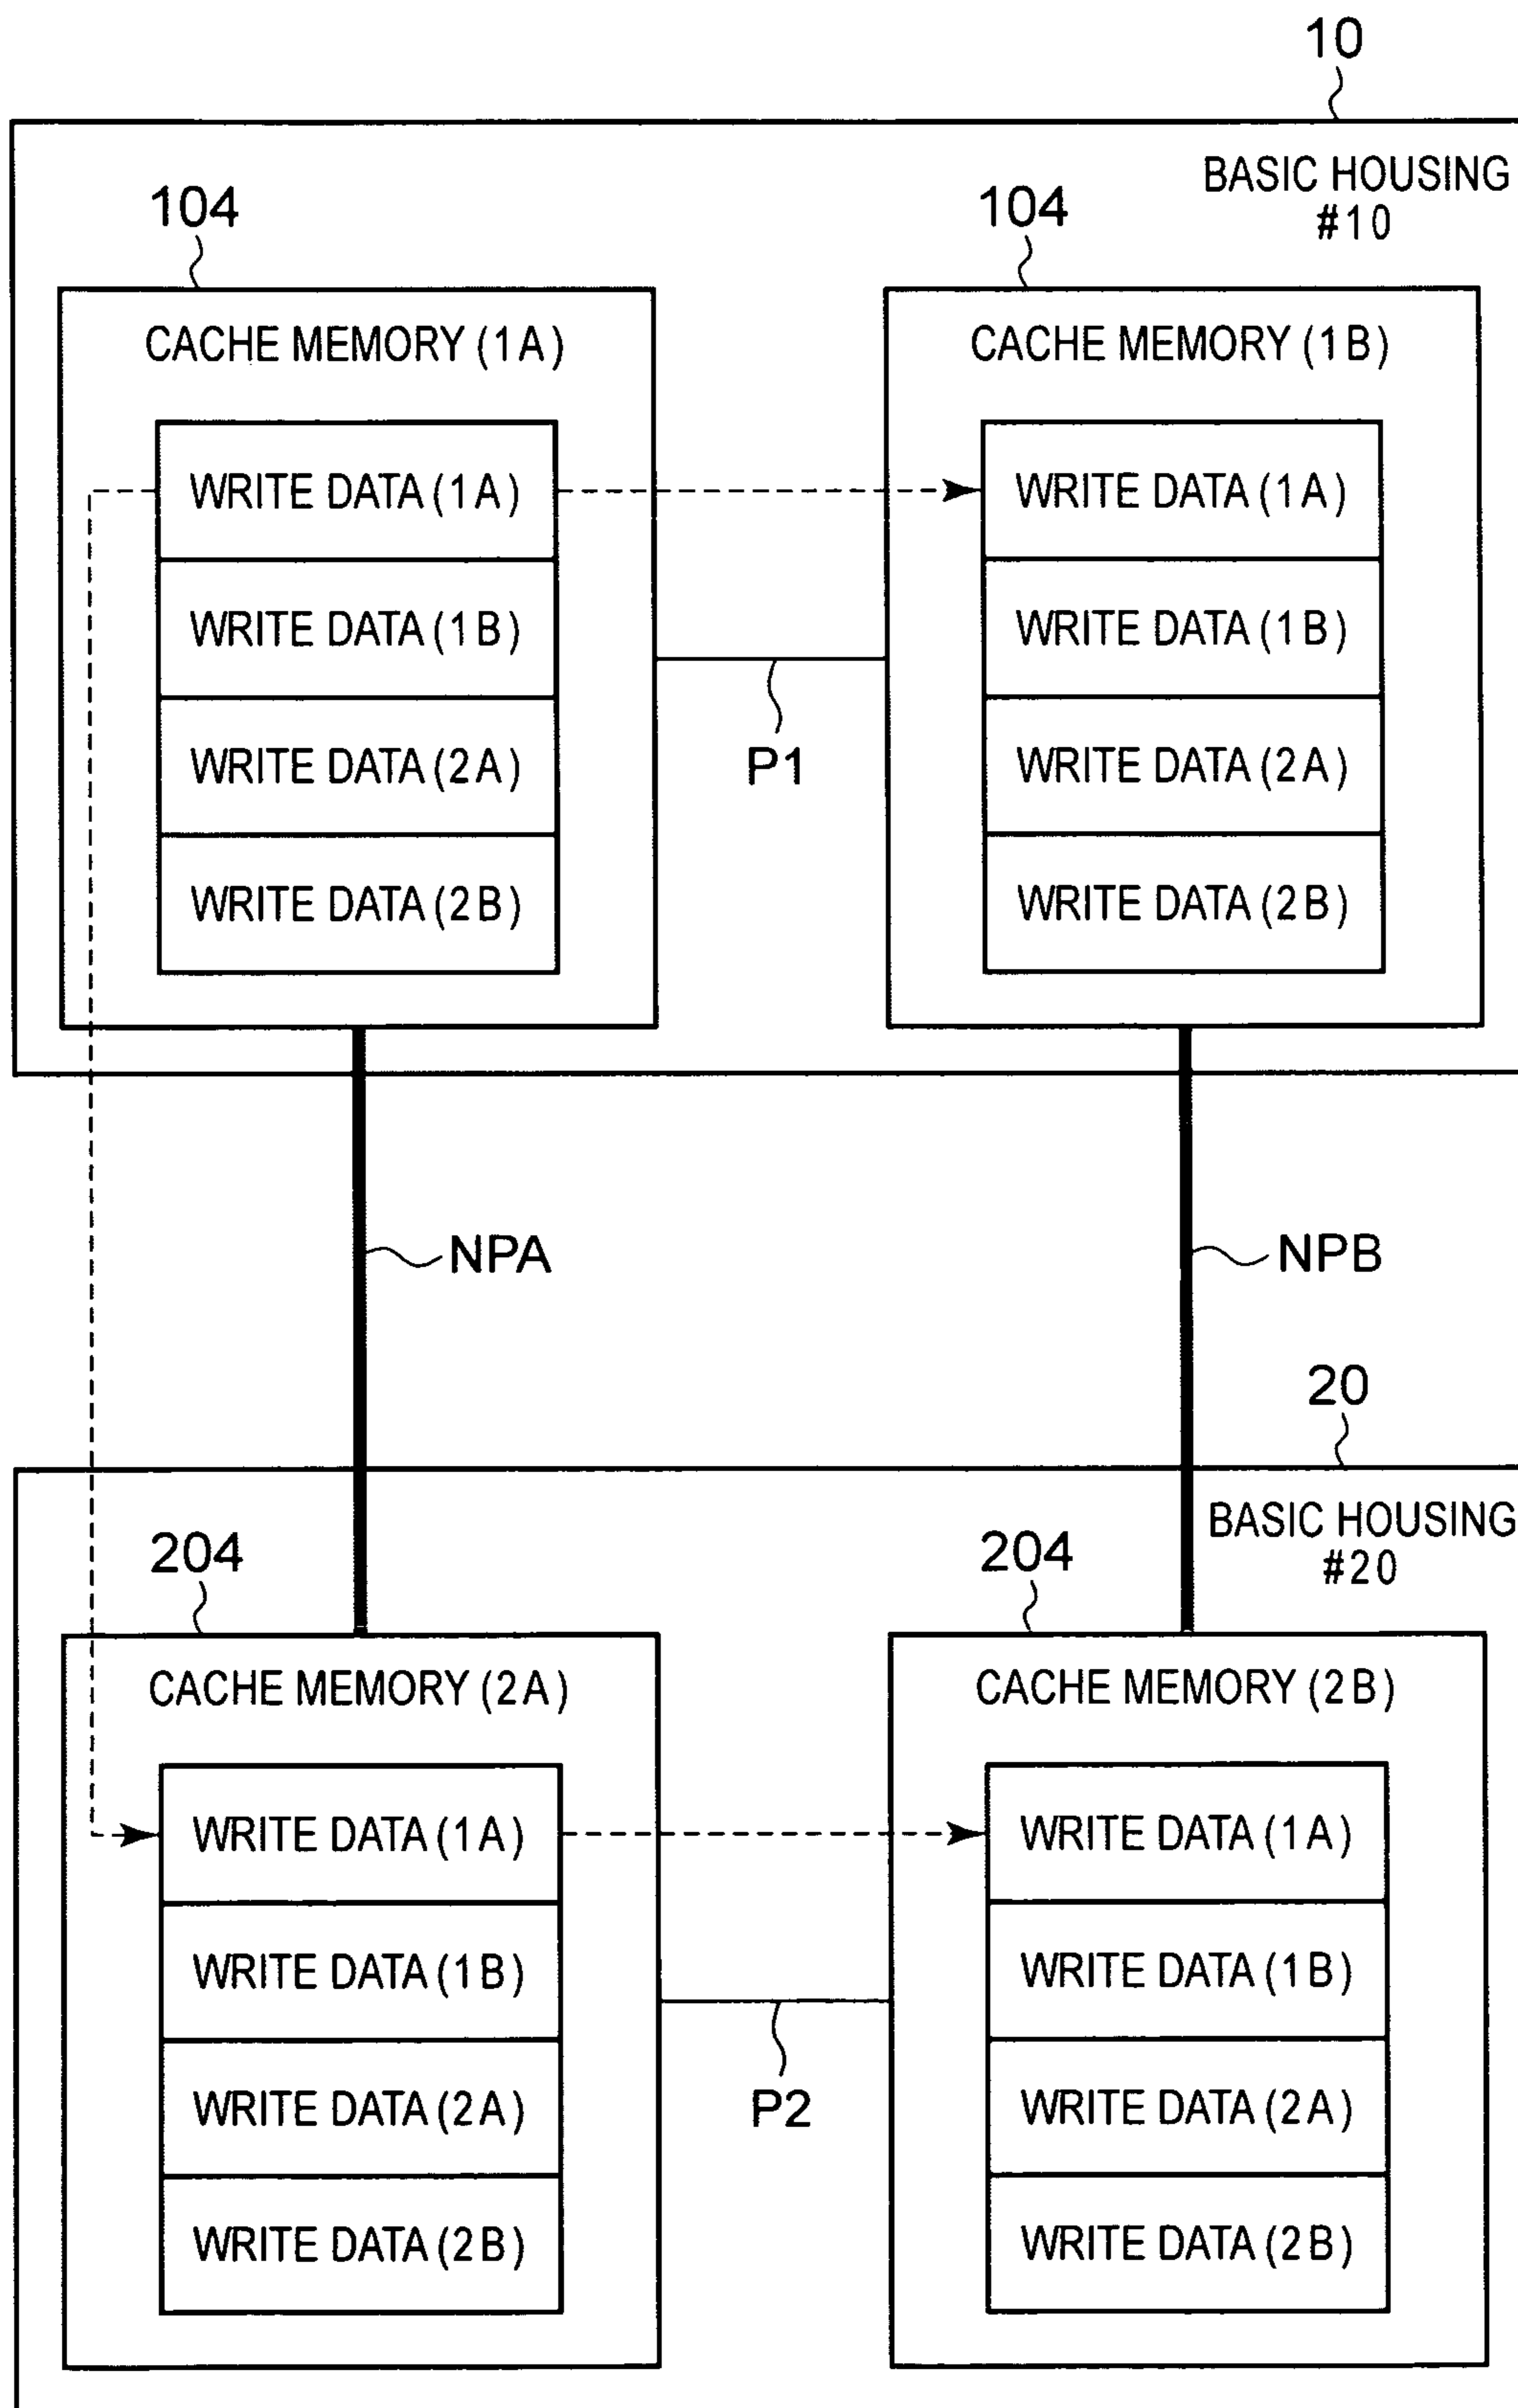 10
BASIC HOUSING
#10
104
104
CACHE MEMORY (1A)
CACHE MEMORY (1B)
WRITE DATA (1A)
WRITE DATA (1A)
WRITE DATA (1B)
WRITE DATA (1B)
P1
WRITE DATA (2A)
WRITE DATA (2A)
WRITE DATA (2B)
WRITE DATA (2B)
NPA
NPB
20
BASIC HOUSING
#20
204
204
CACHE MEMORY (2A)
CACHE MEMORY (2B)
WRITE DATA (1A)
WRITE DATA (1A)
WRITE DATA (1B)
WRITE DATA (1B)
P2
WRITE DATA (2A)
WRITE DATA (2A)
WRITE DATA (2B)
WRITE DATA (2B)